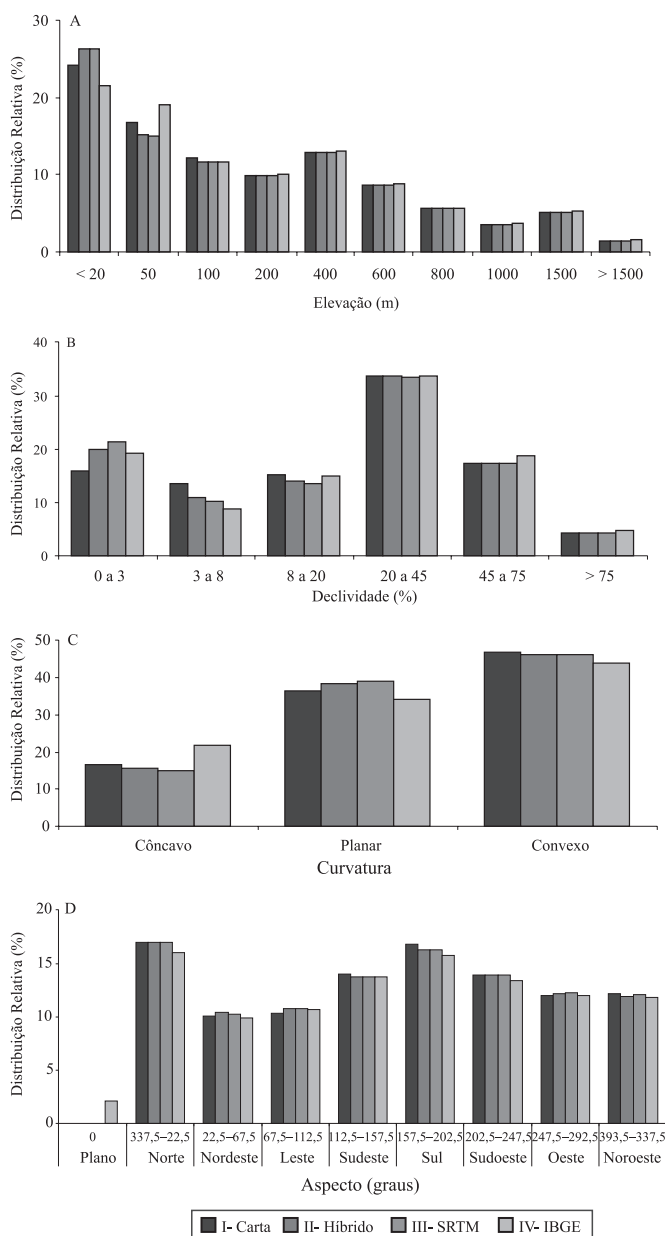 A
Distribuição Relativa (%)
30
20
10
0
< 20 50 100 200 400 600 800 1000 1500 > 1500
Elevação (m)
B
Distribuição Relativa (%)
40
30
20
10
0
0 a 3 3 a 8 8 a 20 20 a 45 45 a 75 > 75
Declividade (%)
C
Distribuição Relativa (%)
50
40
30
20
10
0
Côncavo Planar Convexo
Curvatura
D
Distribuição Relativa (%)
20
15
10
5
0
0 337,5–22,5 22,5–67,5 67,5–112,5 112,5–157,5 157,5–202,5 202,5–247,5 247,5–292,5 393,5–337,5
Plano Norte Nordeste Leste Sudeste Sul Sudoeste Oeste Noroeste
Aspecto (graus)
I- Carta II- Híbrido III- SRTM IV- IBGE